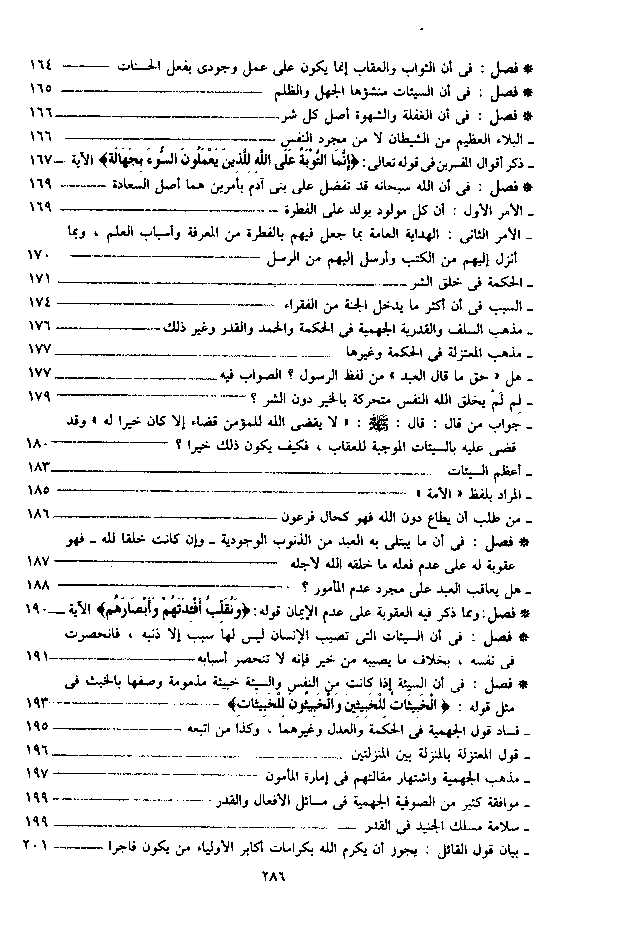 * فصل : فى أن الثواب والعقاب إنما يكون على عمل وجودى بفعل الحسنات ١٦٤
* فصل : فى أن السيئات منشؤها الجهل والظلم ١٦٥
* فصل : فى أن الغفلة والشهوة أصل كل شر ١٦٦
ـ البلاء العظيم من الشيطان لا من مجرد النفس ١٦٦
ـ ذكر أقوال المفسرين فى قوله تعالى: ﴿إِنَّمَا التَّوْبَةُ عَلَى اللَّهِ لِلَّذِينَ يَعْمَلُونَ السُّوءَ بِجَهَالَةٍ﴾ الآية ١٦٧
* فصل : فى أن الله سبحانه قد تفضل على بنى آدم بأمرين هما أصل السعادة ١٦٩
ـ الأمر الأول : أن كل مولود يولد على الفطرة ١٦٩
ـ الأمر الثانى : الهداية العامة بما جعل فيهم بالفطرة من المعرفة وأسباب العلم ، وبما
أنزل إليهم من الكتب وأرسل إليهم من الرسل ١٧٠
ـ الحكمة فى خلق الشر ١٧١
ـ السبب فى أن أكثر ما يدخل الجنة من الفقراء ١٧٤
ـ مذهب السلف والقدرية الجهمية فى الحكمة والحمد والقدر وغير ذلك ١٧٦
ـ مذهب المعتزلة فى الحكمة وغيرها ١٧٧
ـ هل « حق ما قال العبد » من لفظ الرسول ؟ الصواب فيه ١٧٧
ـ لِم لَمْ يخلق الله النفس متحركة بالخير دون الشر ؟ ١٧٩
ـ جواب من قال : قال : ﷺ : « لا يقضى الله للمؤمن قضاء إلا كان خيرا له » وقد
قضى عليه بالسيئات الموجبة للعقاب ، فكيف يكون ذلك خيرا ؟ ١٨٠
ـ أعظم السيئات ١٨٣
ـ المراد بلفظ « الأمة » ١٨٥
ـ من طلب أن يطاع دون الله فهو كحال فرعون ١٨٦
* فصل : فى أن ما يبتلى به العبد من الذنوب الوجودية ـ وإن كانت خلقا لله ـ فهو
عقوبة له على عدم فعله ما خلقه الله لأجله ١٨٧
ـ هل يعاقب العبد على مجرد عدم المأمور ؟ ١٨٨
* فصل : ومما ذكر فيه العقوبة على عدم الإيمان قوله : ﴿وَنُقَلِّبُ أَفْئِدَتَهُمْ وَأَبْصَارَهُمْ﴾ الآية ١٩٠
* فصل : فى أن السيئات التى تصيب الإنسان ليس لها سبب إلا ذنبه ، فانحصرت
فى نفسه ، بخلاف ما يصيبه من خير فإنه لا تنحصر أسبابه ١٩١
* فصل : فى أن السيئة إذا كانت من النفس والسيئة خبيثة مذمومة وصفها بالخبث فى
مثل قوله : ﴿ الْخَبِيثَاتُ لِلْخَبِيثِينَ وَالْخَبِيثُونَ لِلْخَبِيثَاتِ﴾ ١٩٣
ـ فساد قول الجهمية فى الحكمة والعدل وغيرهما ، وكذا من اتبعه ١٩٥
ـ قول المعتزلة بالمنزلة بين المنزلتين ١٩٦
ـ مذهب الجهمية واشتهار مقالتهم فى إمارة المأمون ١٩٧
ـ موافقة كثير من الصوفية الجهمية فى مسائل الأفعال والقدر ١٩٩
ـ سلامة مسلك الجنيد فى القدر ١٩٩
ـ بيان قول القائل : يجوز أن يكرم الله بكرامات أكابر الأولياء من يكون فاجرا ٢٠١
٢٨٦